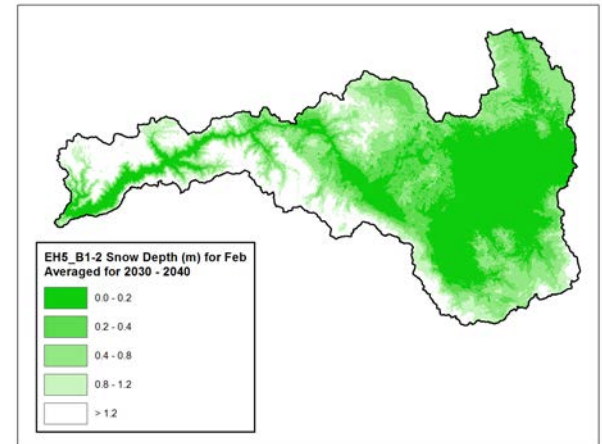 EH5_B1-2 Snow Depth (m) for Feb
Averaged for 2030 - 2040
0.0 - 0.2
0.2 - 0.4
0.4 - 0.8
0.8 - 1.2
> 1.2